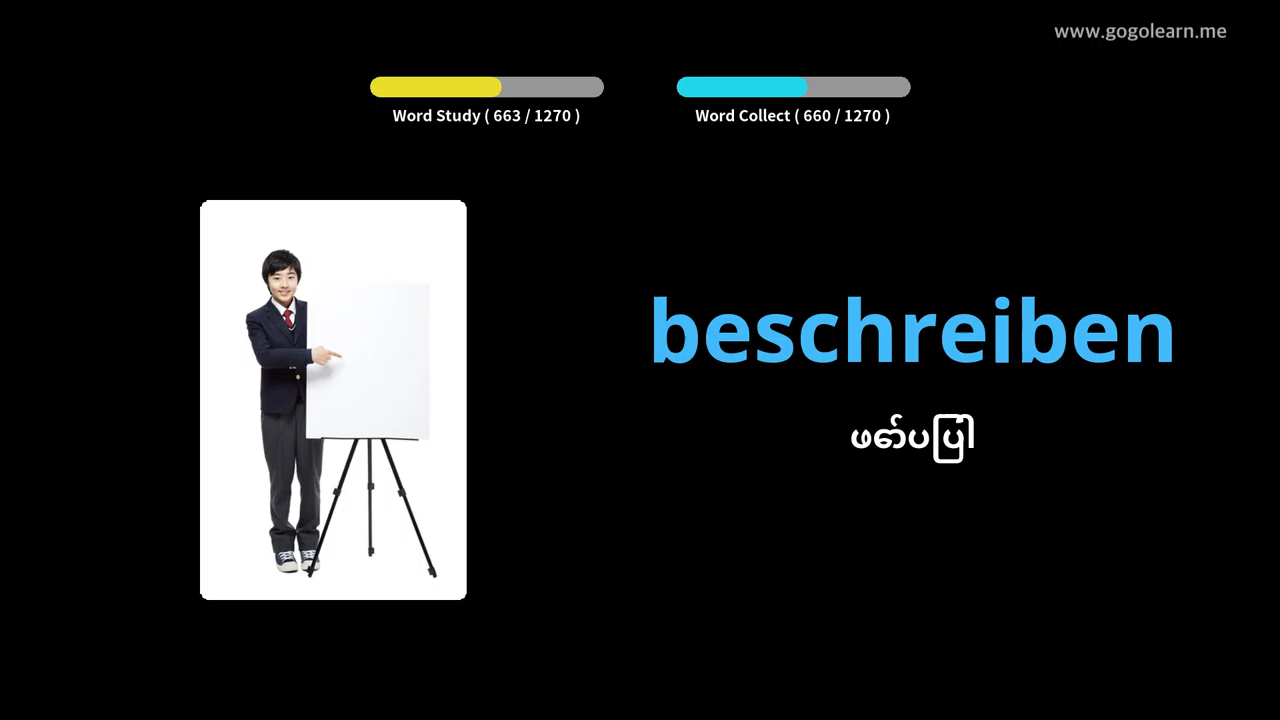 www.gogolearn.me
Word Study ( 663 / 1270 )
Word Collect ( 660 / 1270 )
beschreiben
ဖော်ပပြါ